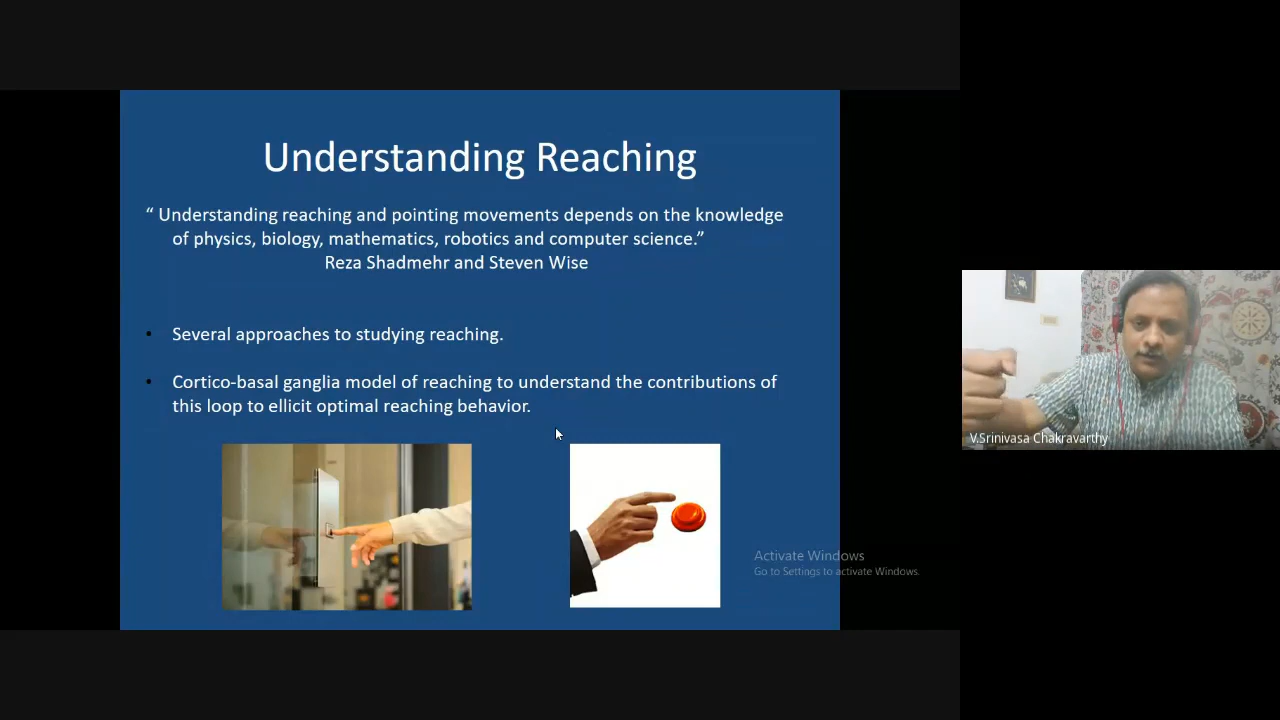 Understanding Reaching
“ Understanding reaching and pointing movements depends on the knowledge
of physics, biology, mathematics, robotics and computer science.”
Reza Shadmehr and Steven Wise
• Several approaches to studying reaching.
• Cortico-basal ganglia model of reaching to understand the contributions of
this loop to ellicit optimal reaching behavior.
V.Srinivasa Chakravarthy
Activate Windows
Go to Settings to activate Windows.